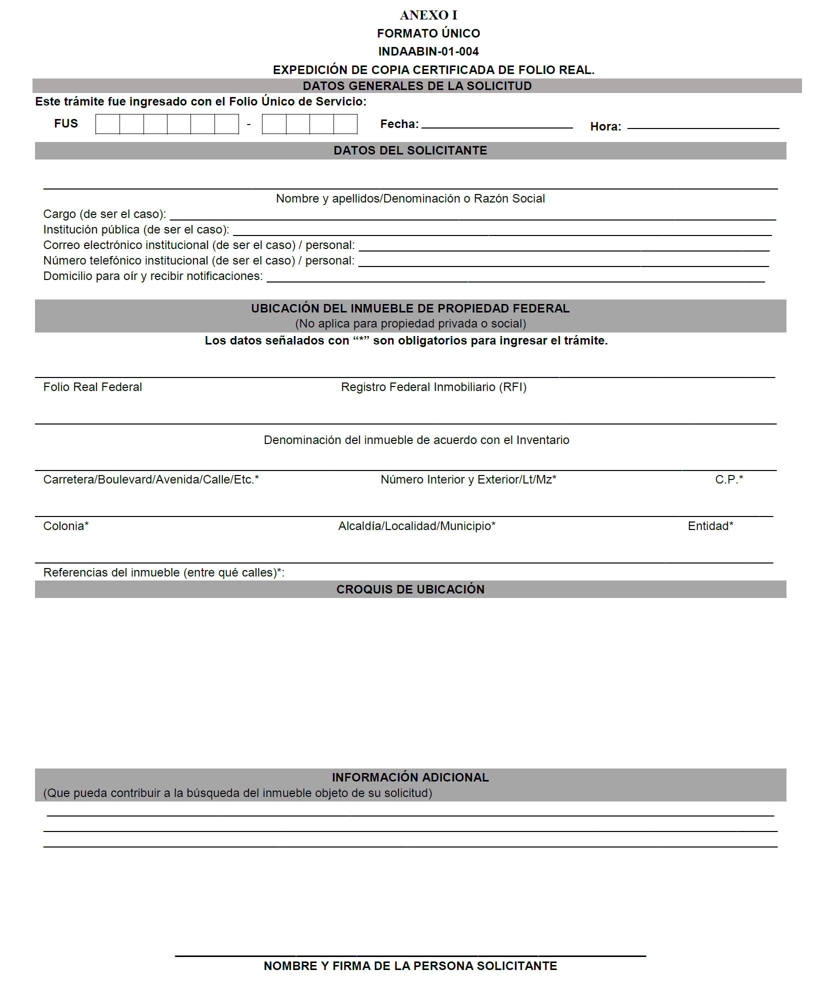 ANEXO I
FORMATO ÚNICO
INDAABIN-01-004
EXPEDICIÓN DE COPIA CERTIFICADA DE FOLIO REAL.
DATOS GENERALES DE LA SOLICITUD
Este trámite fue ingresado con el Folio Único de Servicio:
FUS - Fecha: Hora:
DATOS DEL SOLICITANTE
Nombre y apellidos/Denominación o Razón Social
Cargo (de ser el caso):
Institución pública (de ser el caso):
Correo electrónico institucional (de ser el caso) / personal:
Número telefónico institucional (de ser el caso) / personal:
Domicilio para oír y recibir notificaciones:
UBICACIÓN DEL INMUEBLE DE PROPIEDAD FEDERAL
(No aplica para propiedad privada o social)
Los datos señalados con “*” son obligatorios para ingresar el trámite.
Folio Real Federal Registro Federal Inmobiliario (RFI)
Denominación del inmueble de acuerdo con el Inventario
Carretera/Boulevard/Avenida/Calle/Etc.* Número Interior y Exterior/Lt/Mz* C.P.*
Colonia* Alcaldía/Localidad/Municipio* Entidad*
Referencias del inmueble (entre qué calles)*:
CROQUIS DE UBICACIÓN
INFORMACIÓN ADICIONAL
(Que pueda contribuir a la búsqueda del inmueble objeto de su solicitud)
NOMBRE Y FIRMA DE LA PERSONA SOLICITANTE